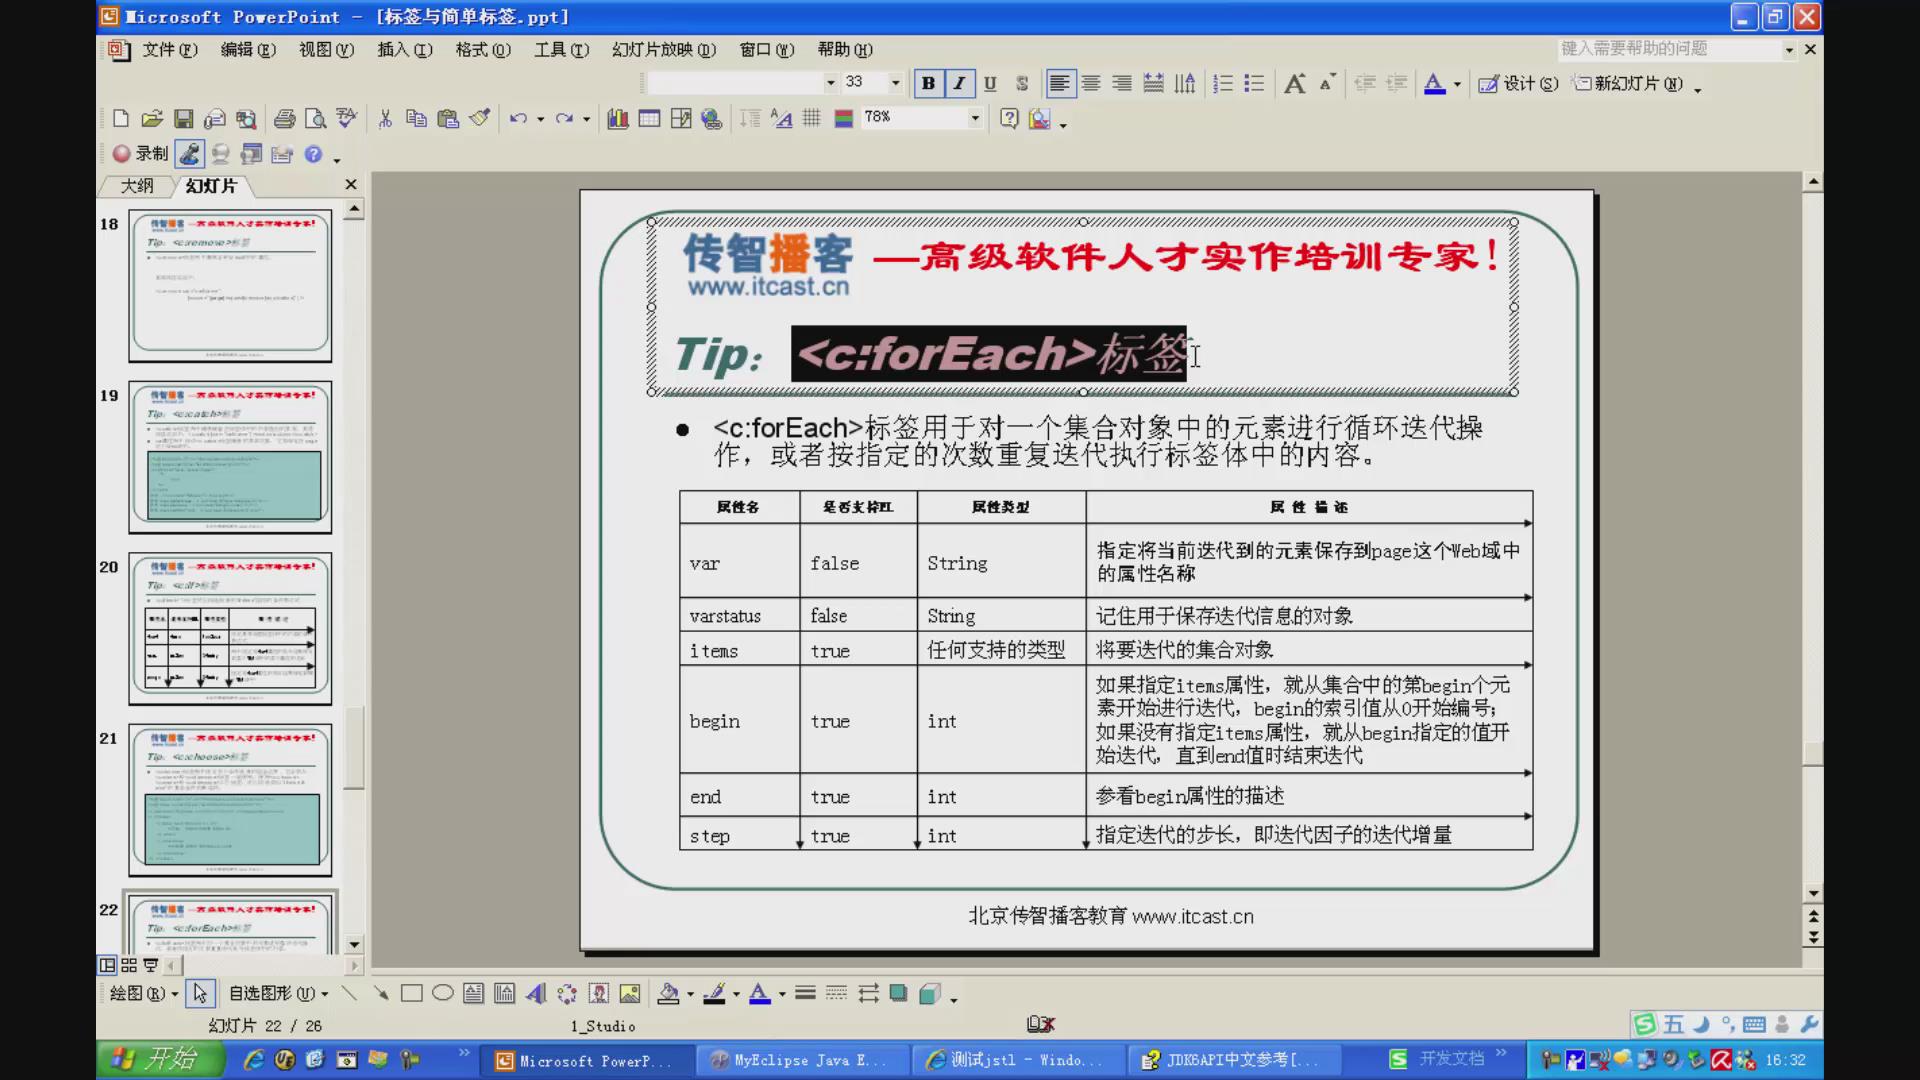 Microsoft PowerPoint - [标签与简单标签.ppt]
文件(F) 编辑(E) 视图(V) 插入(I) 格式(O) 工具(T) 幻灯片放映(D) 窗口(W) 帮助(H)
键入需要帮助的问题
33 B I U S 设计(S) 新幻灯片(N)
78%
录制
大纲 幻灯片
18
19
20
21
22
传智播客 —高级软件人才实作培训专家!
www.itcast.cn
Tip: <c:forEach>标签
<c:forEach>标签用于对一个集合对象中的元素进行循环迭代操
作，或者按指定的次数重复迭代执行标签体中的内容。
属性名 是否支持EL 属性类型 属 性 描 述
var false String 指定将当前迭代到的元素保存到page这个Web域中
的属性名称
varstatus false String 记住用于保存迭代信息的对象
items true 任何支持的类型 将要迭代的集合对象
begin true int 如果指定items属性，就从集合中的第begin个元
素开始进行迭代，begin的索引值从0开始编号；
如果没有指定items属性，就从begin指定的值开
始迭代，直到end值时结束迭代
end true int 参看begin属性的描述
step true int 指定迭代的步长，即迭代因子的迭代增量
北京传智播客教育 www.itcast.cn
绘图(R) 自选图形(U)
幻灯片 22 / 26 1_Studio
五
开始 Microsoft PowerP... MyEclipse Java E... 测试jstl - Windo... JDK6API中文参考[... 开发文档 16:32